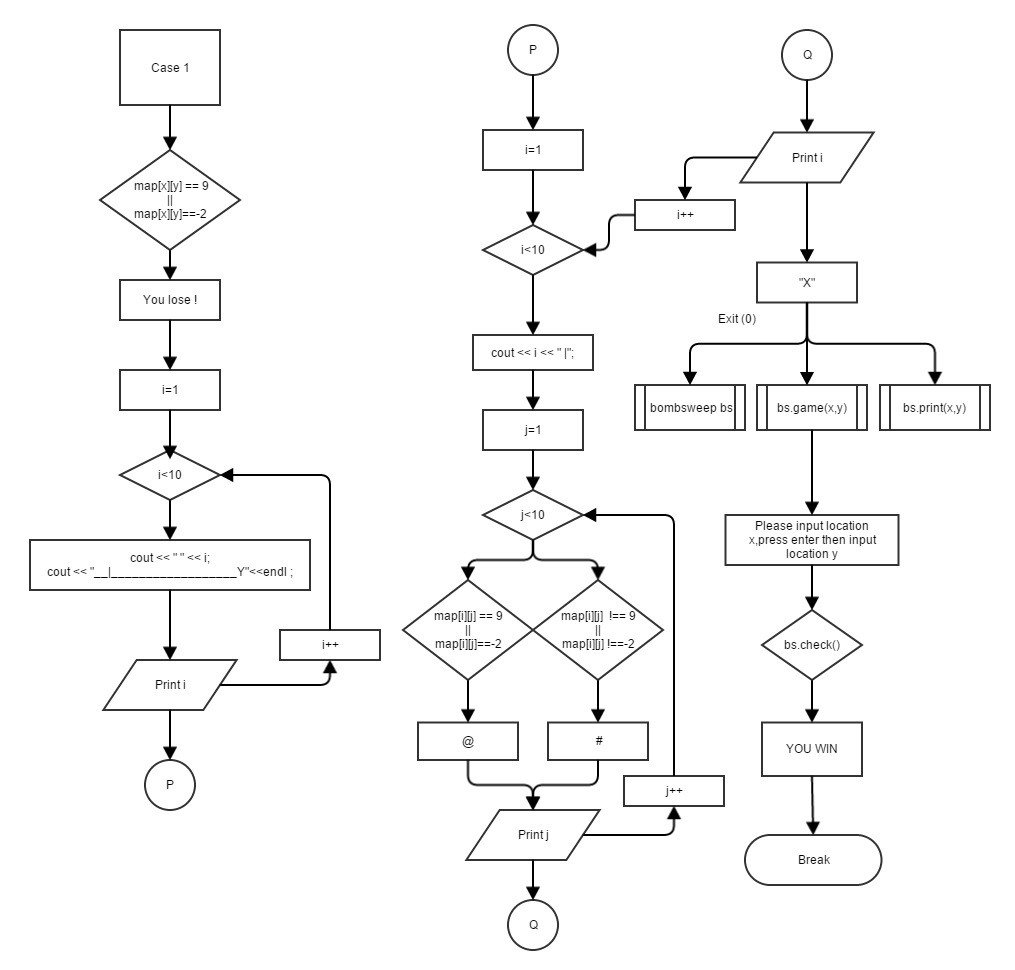 Case 1
map[x][y] == 9
||
map[x][y]==-2
You lose !
i=1
i<10
cout << " " << i;
cout << "__|___________________Y"<<endl ;
i++
Print i
P
P
i=1
i++
i<10
cout << i << " |";
j=1
j<10
map[i][j] == 9
||
map[i][j]==-2
map[i][j] !== 9
||
map[i][j] !==-2
@
#
j++
Print j
Q
Q
Print i
"X"
Exit (0)
bombsweep bs
bs.game(x,y)
bs.print(x,y)
Please input location
x,press enter then input
location y
bs.check()
YOU WIN
Break